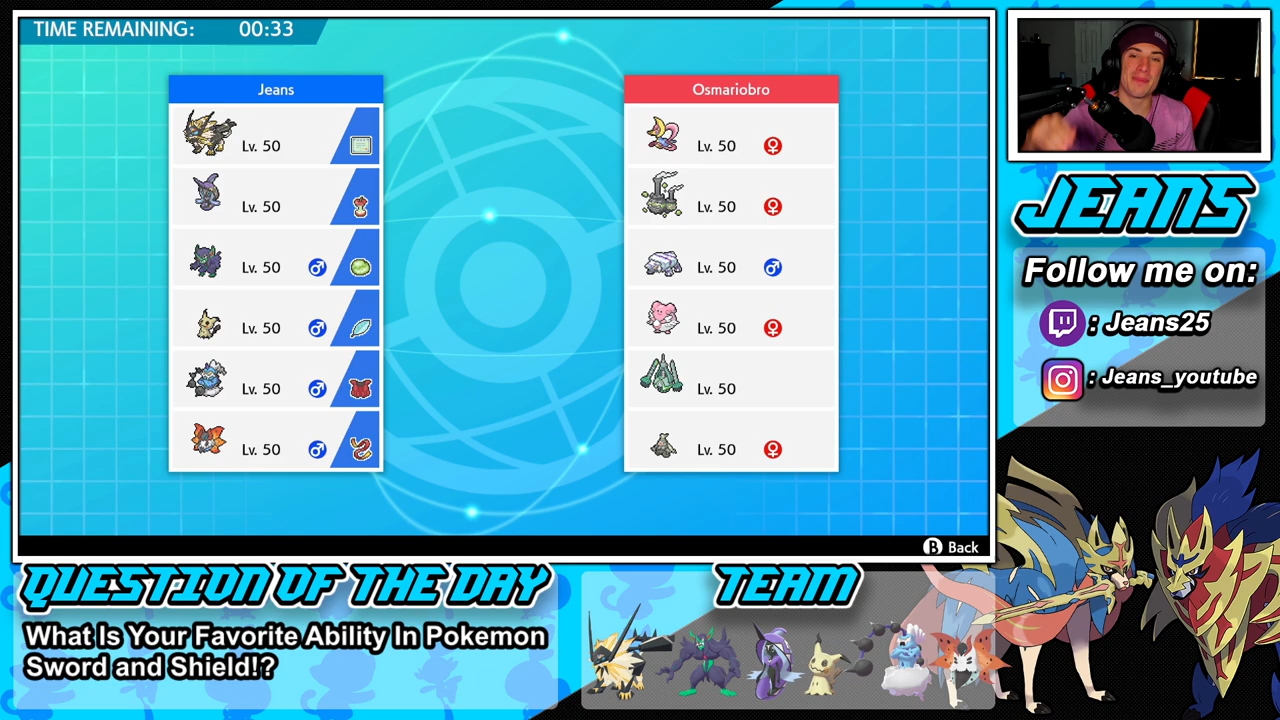 TIME REMAINING: 00:33
Jeans
Lv. 50
Lv. 50
Lv. 50
Lv. 50
Lv. 50
Lv. 50
Osmariobro
Lv. 50
Lv. 50
Lv. 50
Lv. 50
Lv. 50
Lv. 50
B Back
JEANS
Follow me on:
: Jeans25
: Jeans_youtube
QUESTION OF THE DAY
What Is Your Favorite Ability In Pokemon
Sword and Shield!?
TEAM